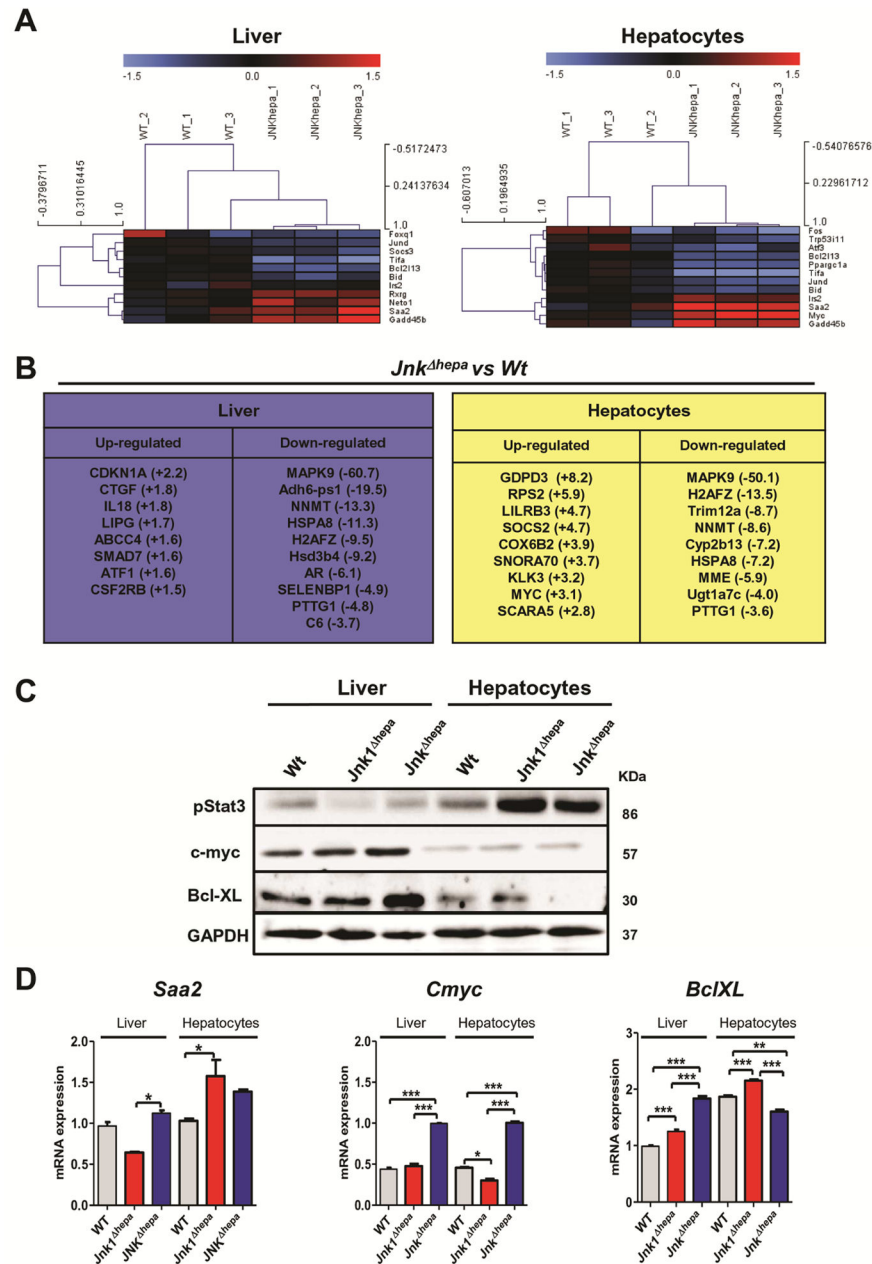 A
Liver
-1.5 0.0 1.5
WT_2 WT_1 WT_3 JNKhepa_1 JNKhepa_2 JNKhepa_3
-0.5172473
0.24137634
1.0
-0.3796711 0.31016445 1.0
Foxq1
Jund
Socs3
Tifa
Bcl2l13
Bid
Irs2
Rxrg
Neto1
Saa2
Gadd45b
Hepatocytes
-1.5 0.0 1.5
WT_1 WT_3 WT_2 JNKhepa_1 JNKhepa_2 JNKhepa_3
-0.54076576
0.22961712
1.0
-0.607013 0.1964935 1.0
Fos
Trp53i11
Atf3
Bcl2l13
Ppargc1a
Tifa
Jund
Bid
Irs2
Saa2
Myc
Gadd45b
B
Jnk^Δhepa vs Wt
Liver
Up-regulated
CDKN1A (+2.2)
CTGF (+1.8)
IL18 (+1.8)
LIPG (+1.7)
ABCC4 (+1.6)
SMAD7 (+1.6)
ATF1 (+1.6)
CSF2RB (+1.5)
Down-regulated
MAPK9 (-60.7)
Adh6-ps1 (-19.5)
NNMT (-13.3)
HSPA8 (-11.3)
H2AFZ (-9.5)
Hsd3b4 (-9.2)
AR (-6.1)
SELENBP1 (-4.9)
PTTG1 (-4.8)
C6 (-3.7)
Hepatocytes
Up-regulated
GDPD3 (+8.2)
RPS2 (+5.9)
LILRB3 (+4.7)
SOCS2 (+4.7)
COX6B2 (+3.9)
SNORA70 (+3.7)
KLK3 (+3.2)
MYC (+3.1)
SCARA5 (+2.8)
Down-regulated
MAPK9 (-50.1)
H2AFZ (-13.5)
Trim12a (-8.7)
NNMT (-8.6)
Cyp2b13 (-7.2)
HSPA8 (-7.2)
MME (-5.9)
Ugt1a7c (-4.0)
PTTG1 (-3.6)
C
Liver Hepatocytes
Wt Jnk1^Δhepa Jnk^Δhepa Wt Jnk1^Δhepa Jnk^Δhepa
KDa
pStat3 86
c-myc 57
Bcl-XL 30
GAPDH 37
D
Saa2
Liver Hepatocytes
mRNA expression
2.0
1.5
1.0
0.5
0.0
* *
WT Jnk1^Δhepa JNK^Δhepa WT Jnk1^Δhepa JNK^Δhepa
Cmyc
Liver Hepatocytes
mRNA expression
2.0
1.5
1.0
0.5
0.0
*** *** *** *** *
WT Jnk1^Δhepa Jnk^Δhepa WT Jnk1^Δhepa Jnk^Δhepa
BclXL
Liver Hepatocytes
mRNA expression
3
2
1
0
*** *** *** ** *** ***
WT Jnk1^Δhepa Jnk^Δhepa WT Jnk1^Δhepa Jnk^Δhepa